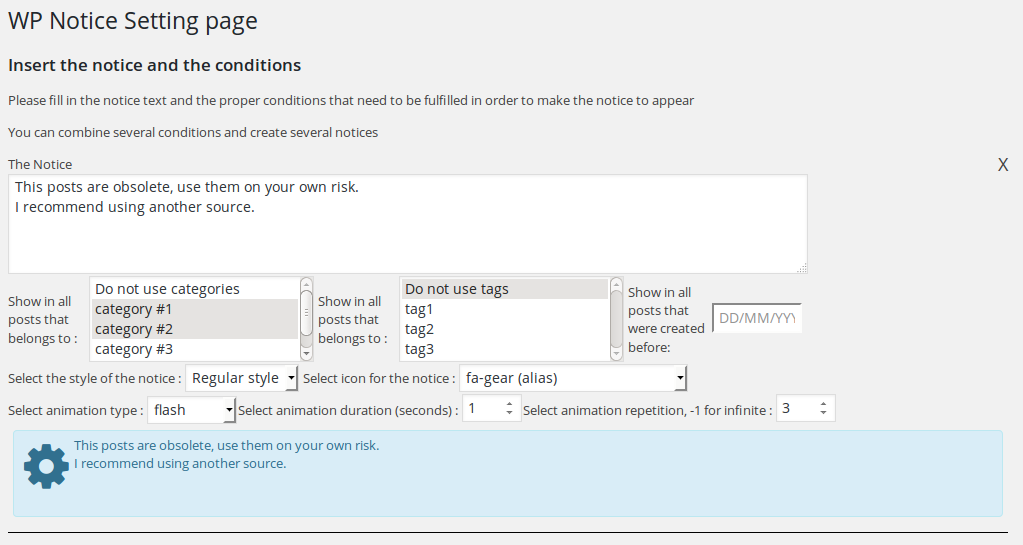 WP Notice Setting page
Insert the notice and the conditions
Please fill in the notice text and the proper conditions that need to be fulfilled in order to make the notice to appear
You can combine several conditions and create several notices
The Notice
X
This posts are obsolete, use them on your own risk.
I recommend using another source.
Show in all
posts that
belongs to :
Do not use categories
category #1
category #2
category #3
Show in all
posts that
belongs to :
Do not use tags
tag1
tag2
tag3
Show in all
posts that
were created
before:
DD/MM/YYY
Select the style of the notice : Regular style Select icon for the notice : fa-gear (alias)
Select animation type : flash Select animation duration (seconds) : 1 Select animation repetition, -1 for infinite : 3
This posts are obsolete, use them on your own risk.
I recommend using another source.